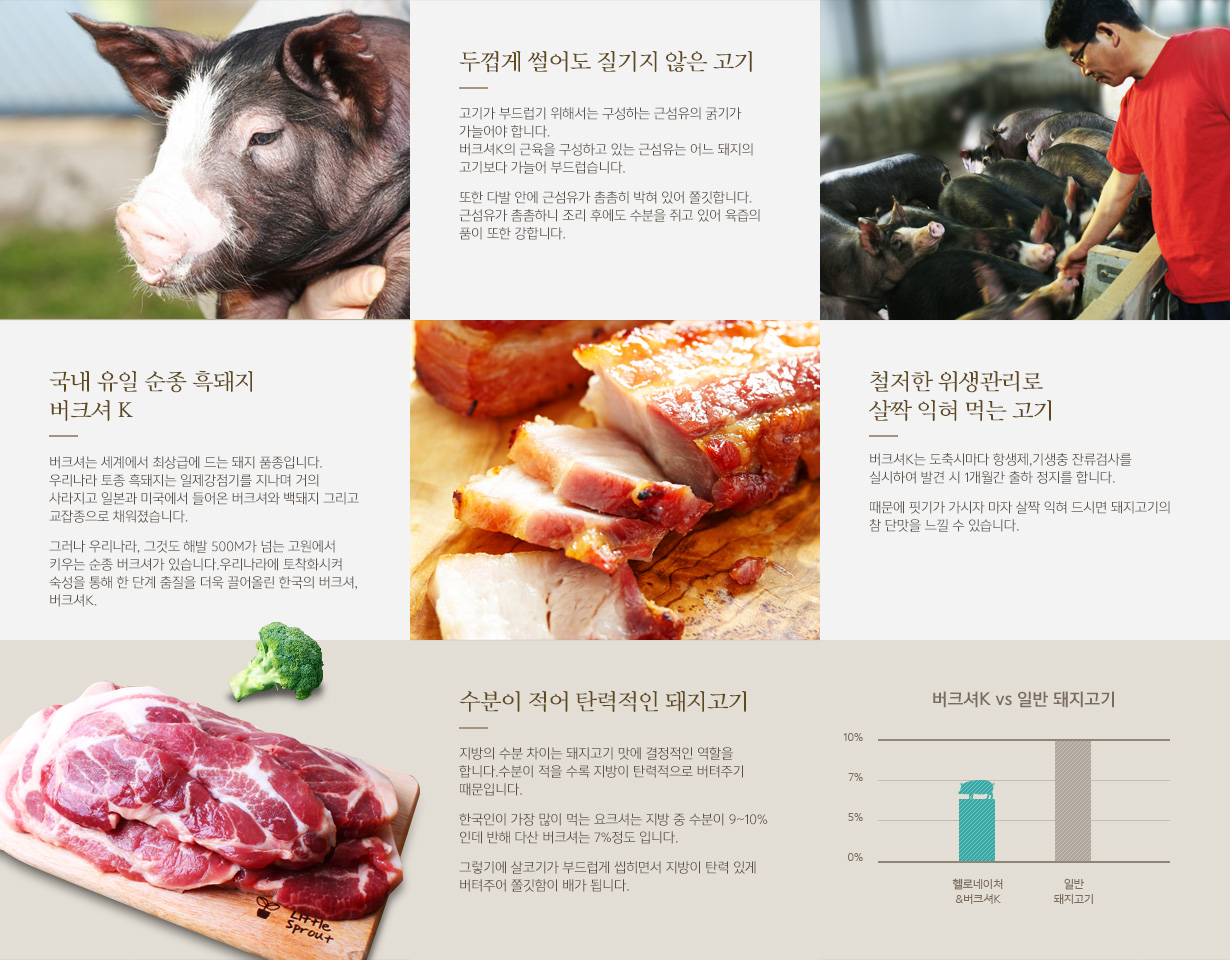 두껍게 썰어도 질기지 않은 고기
고기가 부드럽기 위해서는 구성하는 근섬유의 굵기가
가늘어야 합니다.
버크셔K의 근육을 구성하고 있는 근섬유는 어느 돼지의
고기보다 가늘어 부드럽습니다.
또한 다발 안에 근섬유가 촘촘히 박혀 있어 쫄깃합니다.
근섬유가 촘촘하니 조리 후에도 수분을 쥐고 있어 육즙의
품이 또한 강합니다.
국내 유일 순종 흑돼지
버크셔 K
버크셔는 세계에서 최상급에 드는 돼지 품종입니다.
우리나라 토종 흑돼지는 일제강점기를 지나며 거의
사라지고 일본과 미국에서 들어온 버크셔와 백돼지 그리고
교잡종으로 채워졌습니다.
그러나 우리나라, 그것도 해발 500M가 넘는 고원에서
키우는 순종 버크셔가 있습니다.우리나라에 토착화시켜
숙성을 통해 한 단계 춤질을 더욱 끌어올린 한국의 버크셔,
버크셔K.
철저한 위생관리로
살짝 익혀 먹는 고기
버크셔K는 도축시마다 항생제,기생충 잔류검사를
실시하여 발견 시 1개월간 출하 정지를 합니다.
때문에 핏기가 가시자 마자 살짝 익혀 드시면 돼지고기의
참 단맛을 느낄 수 있습니다.
Little
Sprout
수분이 적어 탄력적인 돼지고기
지방의 수분 차이는 돼지고기 맛에 결정적인 역할을
합니다.수분이 적을 수록 지방이 탄력적으로 버텨주기
때문입니다.
한국인이 가장 많이 먹는 요크셔는 지방 중 수분이 9~10%
인데 반해 다산 버크셔는 7%정도 입니다.
그렇기에 살코기가 부드럽게 씹히면서 지방이 탄력 있게
버텨주어 쫄깃함이 배가 됩니다.
버크셔K vs 일반 돼지고기
10%
7%
5%
0%
헬로네이처
&버크셔K
일반
돼지고기